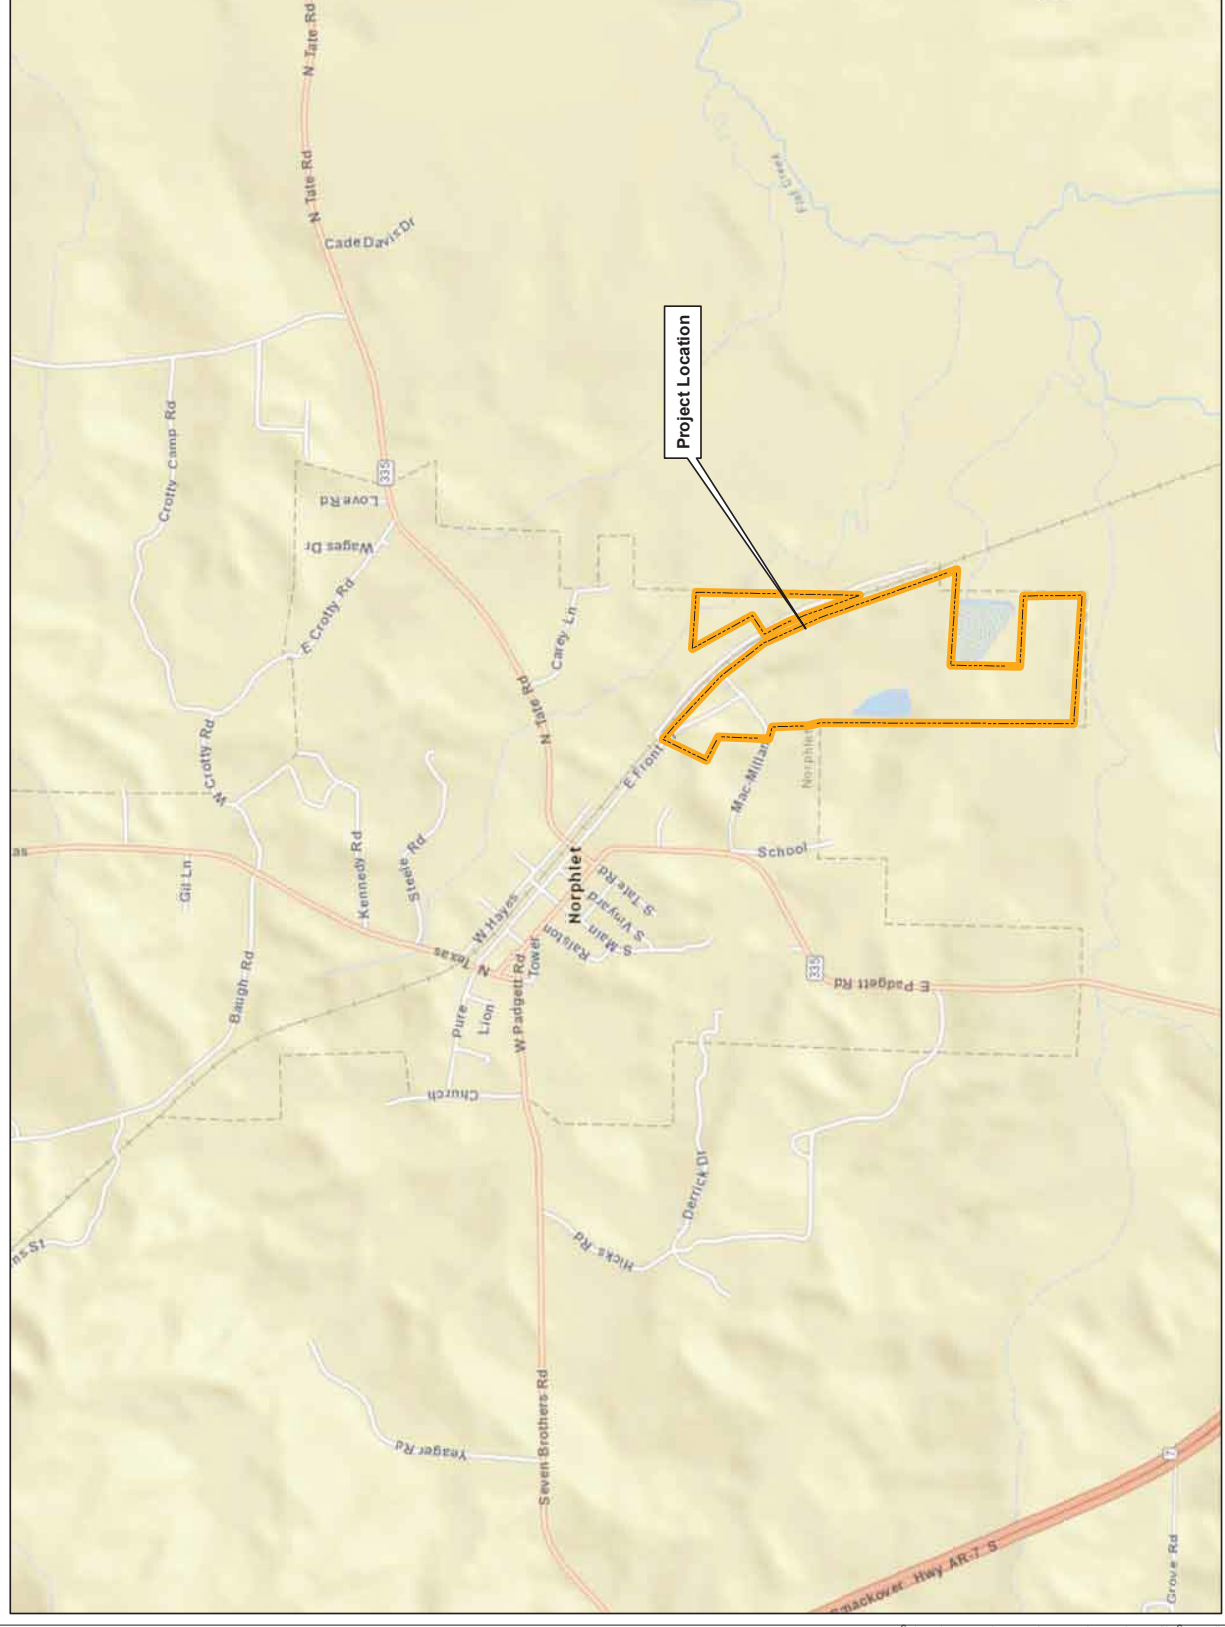 N Tate Rd
N Tate Rd
Cade Davis Dr
Flat Creek
Project Location
Crotty Camp Rd
335
Love Rd
Wages Dr
E Crotty Rd
Carey Ln
N Tate Rd
W Crotty Rd
E Front
Mac-Millan
Norphlet
as
Gil Ln
Kennedy Rd
Steele Rd
School
Norphlet
W Hayes
S Tate Rd
S Vinyard
S Main
Ralston
N Texas
Tower
W Padgett Rd
Baugh Rd
Pure
Lion
335
E Padgett Rd
Church
Derrick Dr
Hicks Rd
ns St
Yeager Rd
Seven Brothers Rd
7
Smackover Hwy AR-7 S
Grove Rd